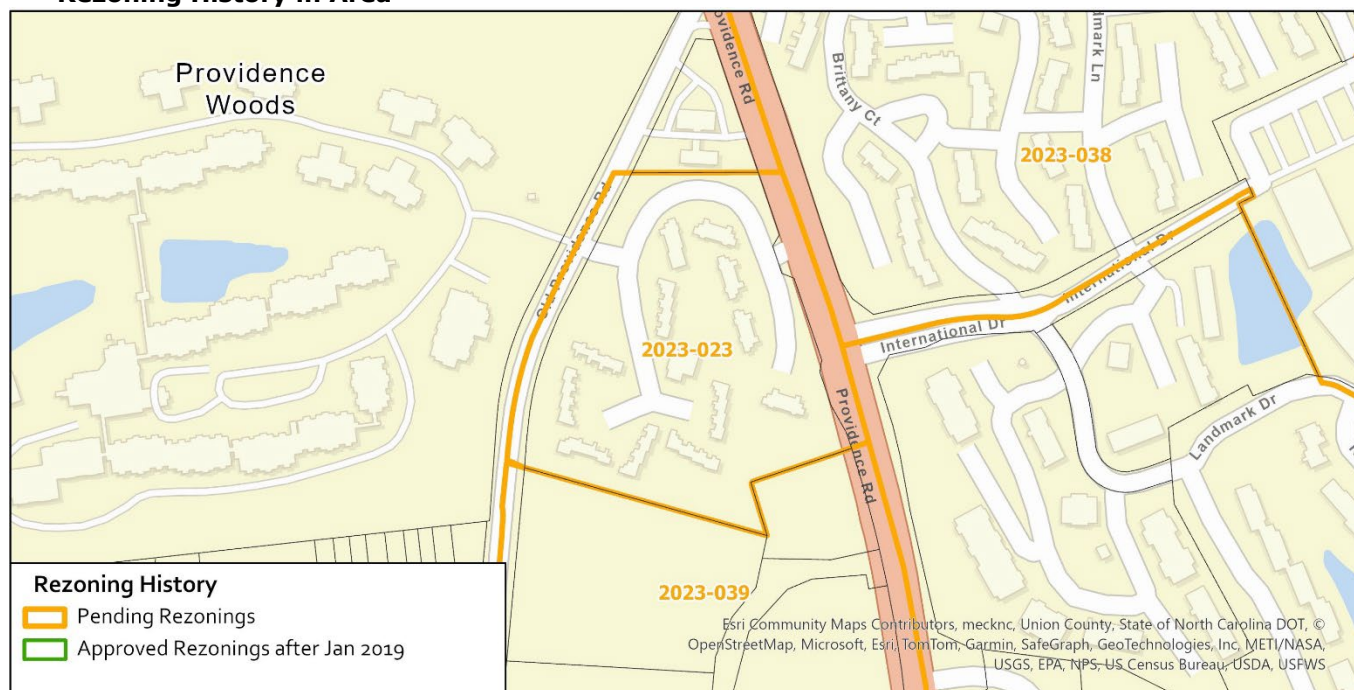 Rezoning History in Area
Providence
Woods
Providence Rd
Brittany Ct
dmark Ln
2023-038
Old Providence Rd
International Dr
International Dr
2023-023
Providence Rd
Landmark Dr
2023-039
Rezoning History
Pending Rezonings
Approved Rezonings after Jan 2019
Esri Community Maps Contributors, mecknc, Union County, State of North Carolina DOT, ©
OpenStreetMap, Microsoft, Esri, TomTom, Garmin, SafeGraph, GeoTechnologies, Inc, METI/NASA,
USGS, EPA, NPS, US Census Bureau, USDA, USFWS